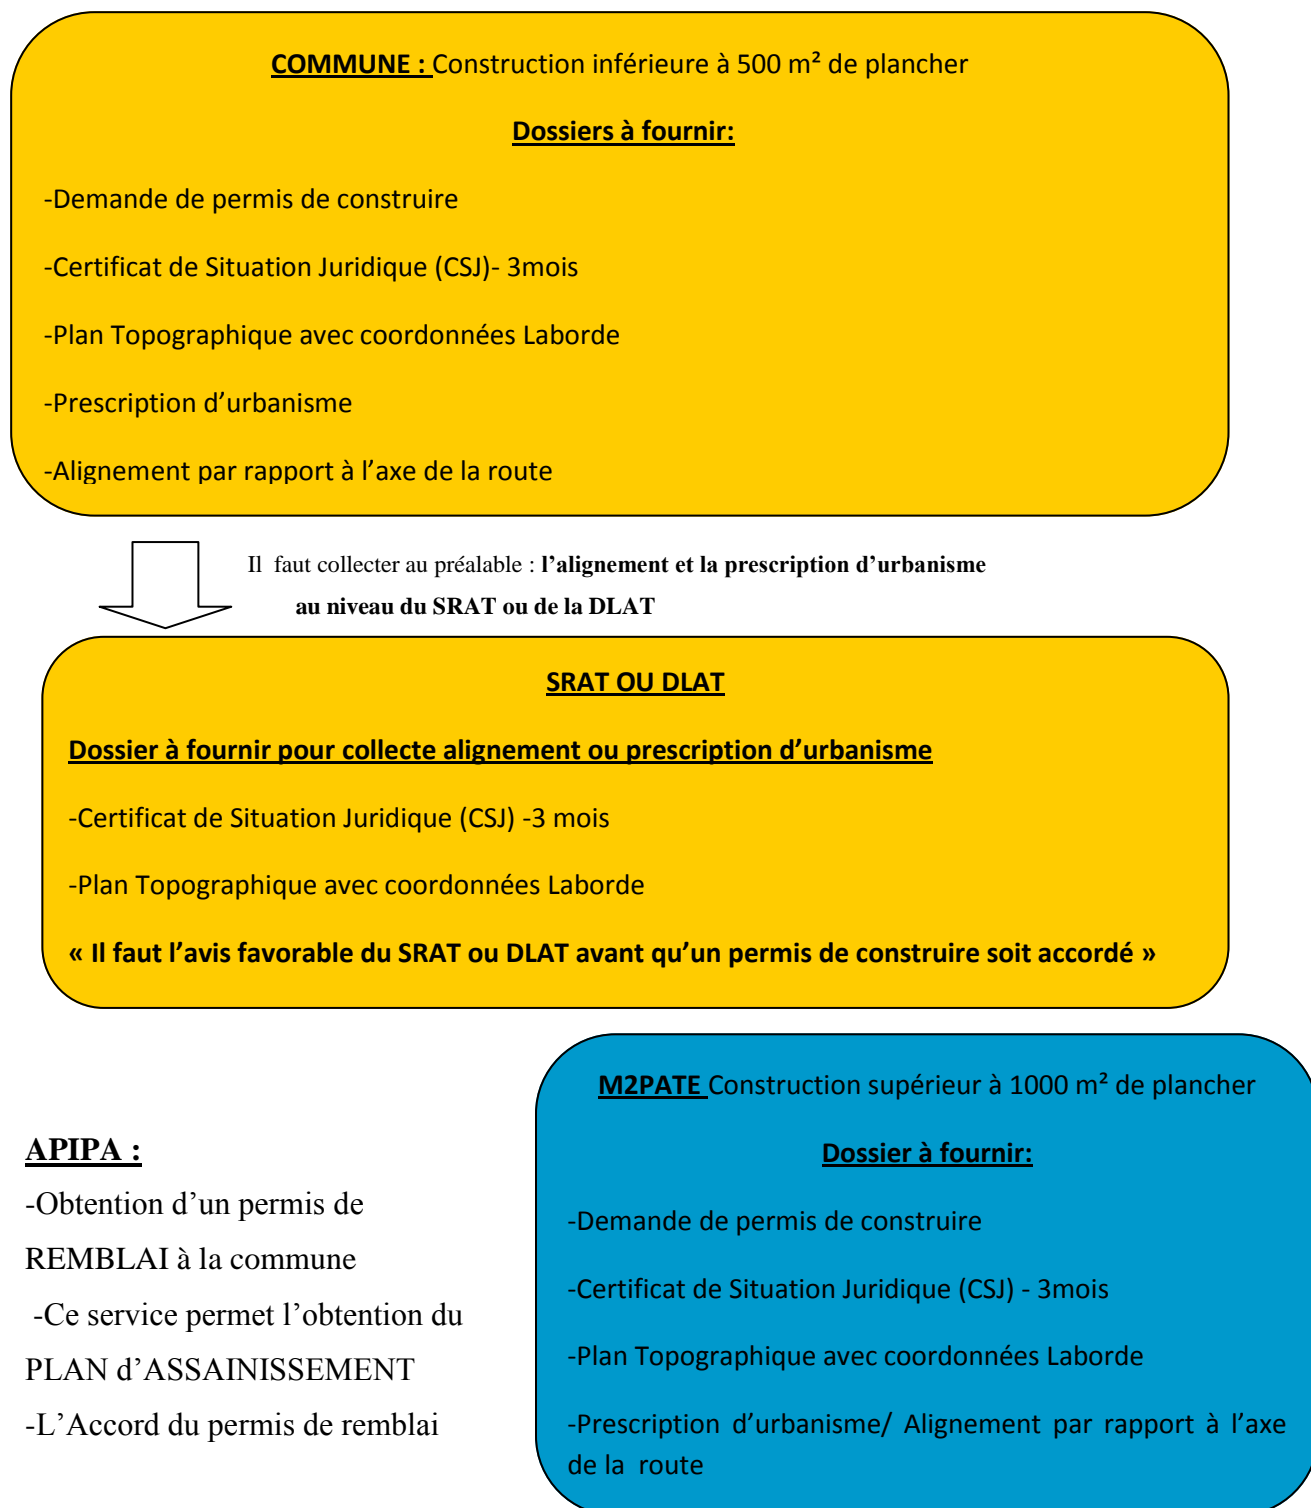 COMMUNE : Construction inférieure à 500 m² de plancher
Dossiers à fournir:
-Demande de permis de construire
-Certificat de Situation Juridique (CSJ)- 3mois
-Plan Topographique avec coordonnées Laborde
-Prescription d’urbanisme
-Alignement par rapport à l’axe de la route
Il faut collecter au préalable : l’alignement et la prescription d’urbanisme
au niveau du SRAT ou de la DLAT
SRAT OU DLAT
Dossier à fournir pour collecte alignement ou prescription d’urbanisme
-Certificat de Situation Juridique (CSJ) -3 mois
-Plan Topographique avec coordonnées Laborde
« Il faut l’avis favorable du SRAT ou DLAT avant qu’un permis de construire soit accordé »
APIPA :
-Obtention d’un permis de
REMBLAI à la commune
-Ce service permet l’obtention du
PLAN d’ASSAINISSEMENT
-L’Accord du permis de remblai
M2PATE Construction supérieur à 1000 m² de plancher
Dossier à fournir:
-Demande de permis de construire
-Certificat de Situation Juridique (CSJ) - 3mois
-Plan Topographique avec coordonnées Laborde
-Prescription d’urbanisme/ Alignement par rapport à l’axe
de la route